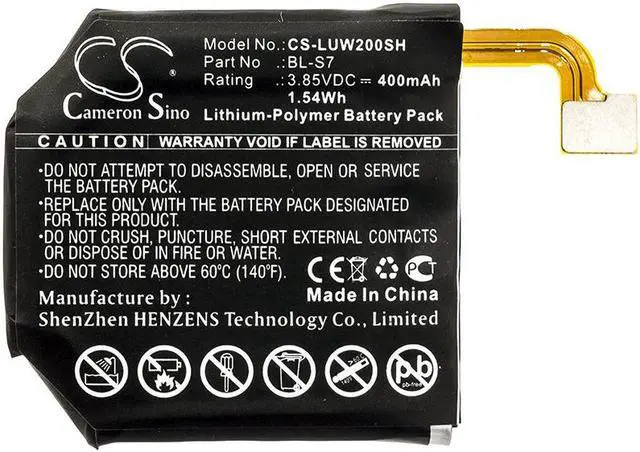 CS
Cameron Sino
Model No.: CS-LUW200SH
Part No : BL-S7
Rating : 3.85VDC ⎓ 400mAh
1.54Wh
Lithium-Polymer Battery Pack
CAUTION : WARRANTY VOID IF LABEL IS REMOVED
•DO NOT ATTEMPT TO DISASSEMBLE, OPEN OR SERVICE
THE BATTERY PACK.
•REPLACE ONLY WITH THE BATTERY PACK DESIGNATED FOR
THIS PRODUCT.
•DO NOT CRUSH, PUNCTURE, SHORT EXTERNAL CONTACTS
OR DISPOSE OF IN FIRE OR WATER.
•DO NOT STORE ABOVE 60°C (140°F).
CE PCT
Made In China
Manufacture by :
ShenZhen HENZENS Technology Co., Limited
pb
pb-free